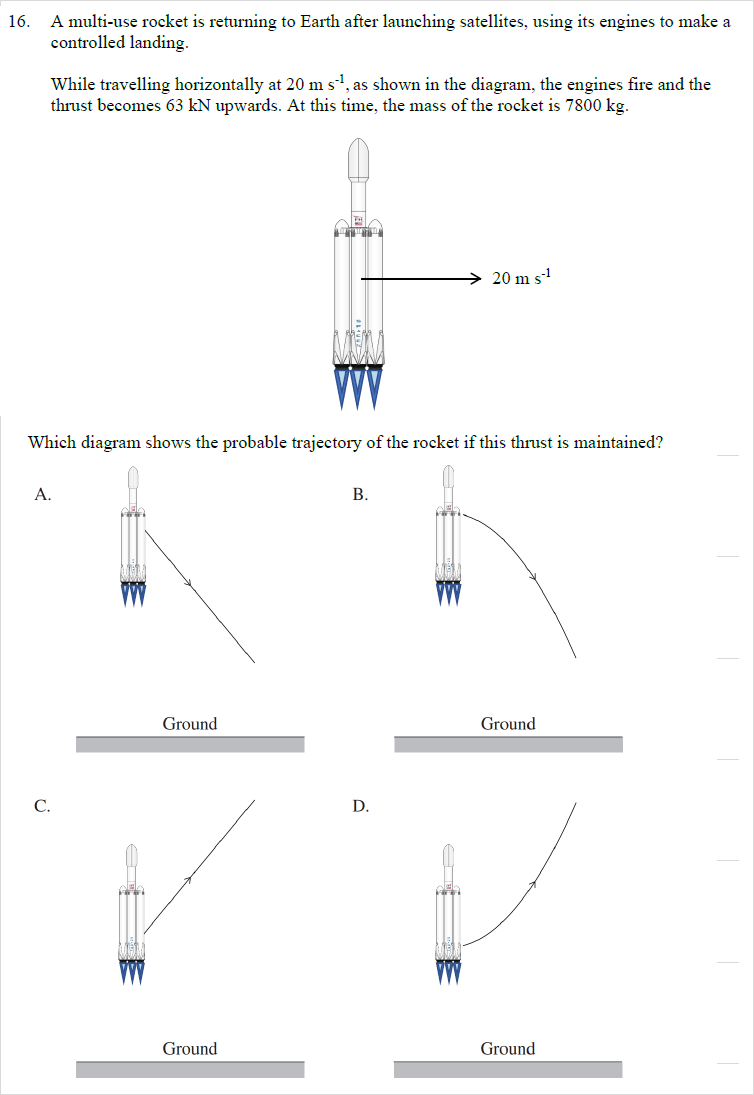 16. A multi-use rocket is returning to Earth after launching satellites, using its engines to make a
controlled landing.
While travelling horizontally at 20 m s⁻¹, as shown in the diagram, the engines fire and the
thrust becomes 63 kN upwards. At this time, the mass of the rocket is 7800 kg.
20 m s⁻¹
Which diagram shows the probable trajectory of the rocket if this thrust is maintained?
A. B.
Ground Ground
C. D.
Ground Ground